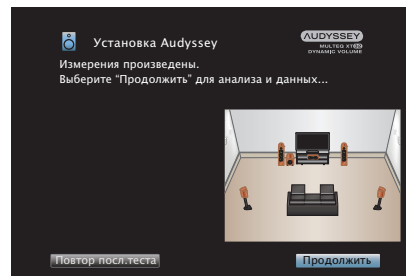 Установка Audyssey
AUDYSSEY
MULTEQ XT32
DYNAMIC VOLUME
Измерения произведены.
Выберите “Продолжить” для анализа и данных...
Повтор посл.теста
Продолжить